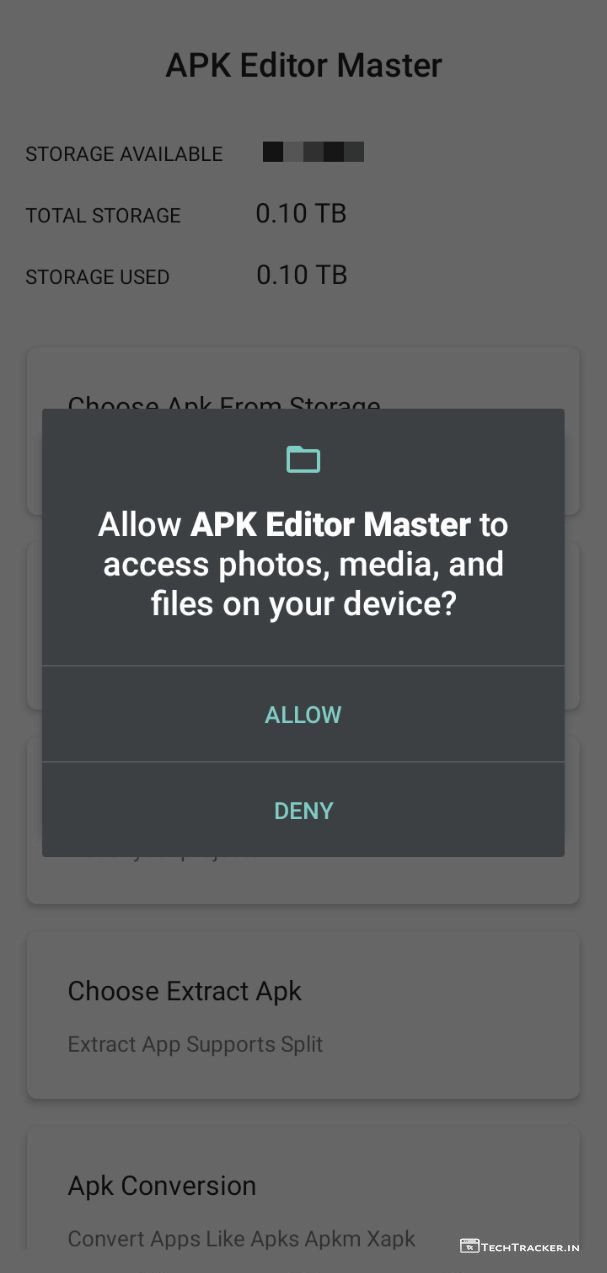 APK Editor Master
STORAGE AVAILABLE
TOTAL STORAGE 0.10 TB
STORAGE USED 0.10 TB
Choose Apk From Storage
Allow APK Editor Master to
access photos, media, and
files on your device?
ALLOW
DENY
Choose Extract Apk
Extract App Supports Split
Apk Conversion
Convert Apps Like Apks Apkm Xapk
TechTracker.in